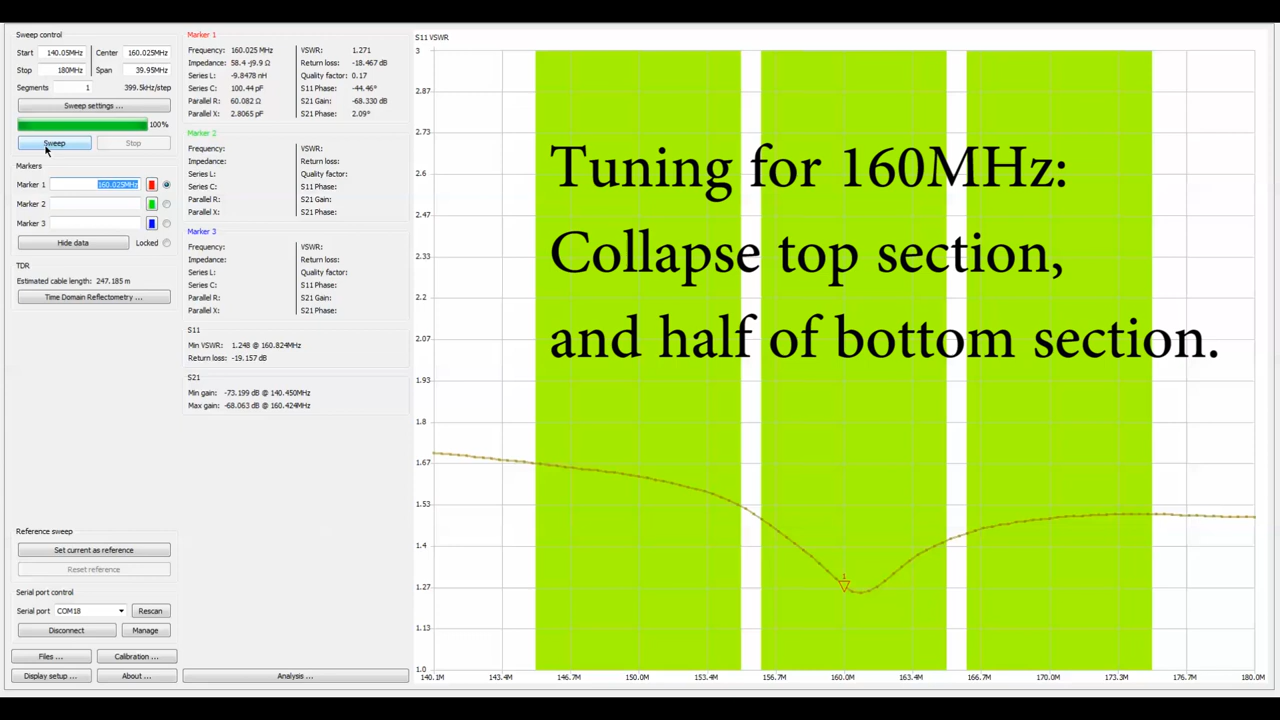 Sweep control
Start 140.05MHz Center 160.025MHz
Stop 180MHz Span 39.95MHz
Segments 1 399.5kHz/step
Sweep settings ...
100%
Sweep Stop
Markers
Marker 1 160.025MHz
Marker 2
Marker 3
Hide data Locked
TDR
Estimated cable length: 247.185 m
Time Domain Reflectometry ...
Reference sweep
Set current as reference
Reset reference
Serial port control
Serial port COM18 Rescan
Disconnect Manage
Files ... Calibration ...
Display setup ... About ...
Marker 1
Frequency: 160.025 MHz VSWR: 1.271
Impedance: 58.4 -j9.9 Ω Return loss: -18.467 dB
Series L: -9.8478 nH Quality factor: 0.17
Series C: 100.44 pF S11 Phase: -44.46°
Parallel R: 60.082 Ω S21 Gain: -68.330 dB
Parallel X: 2.8065 pF S21 Phase: 2.09°
Marker 2
Frequency: VSWR:
Impedance: Return loss:
Series L: Quality factor:
Series C: S11 Phase:
Parallel R: S21 Gain:
Parallel X: S21 Phase:
Marker 3
Frequency: VSWR:
Impedance: Return loss:
Series L: Quality factor:
Series C: S11 Phase:
Parallel R: S21 Gain:
Parallel X: S21 Phase:
S11
Min VSWR: 1.248 @ 160.824MHz
Return loss: -19.157 dB
S21
Min gain: -73.199 dB @ 140.450MHz
Max gain: -68.063 dB @ 160.424MHz
Analysis ...
S11 VSWR
3
2.87
2.73
2.6
2.47
2.33
2.2
2.07
1.93
1.8
1.67
1.53
1.4
1.27
1.13
1.0
1
140.1M 143.4M 146.7M 150.0M 153.4M 156.7M 160.0M 163.4M 166.7M 170.0M 173.3M 176.7M 180.0M
Tuning for 160MHz:
Collapse top section,
and half of bottom section.